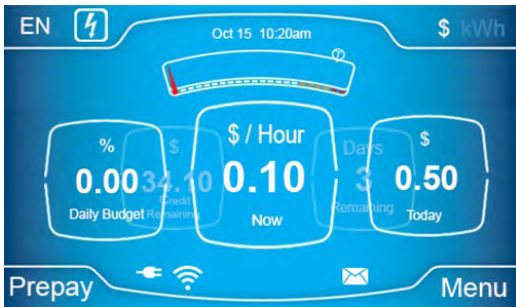 EN
Oct 15 10:20am
$ kWh
% $ $ / Hour Days $
0.00 34.10 0.10 3 0.50
Daily Budget Credit Remaining Now Remaining Today
Prepay
Menu